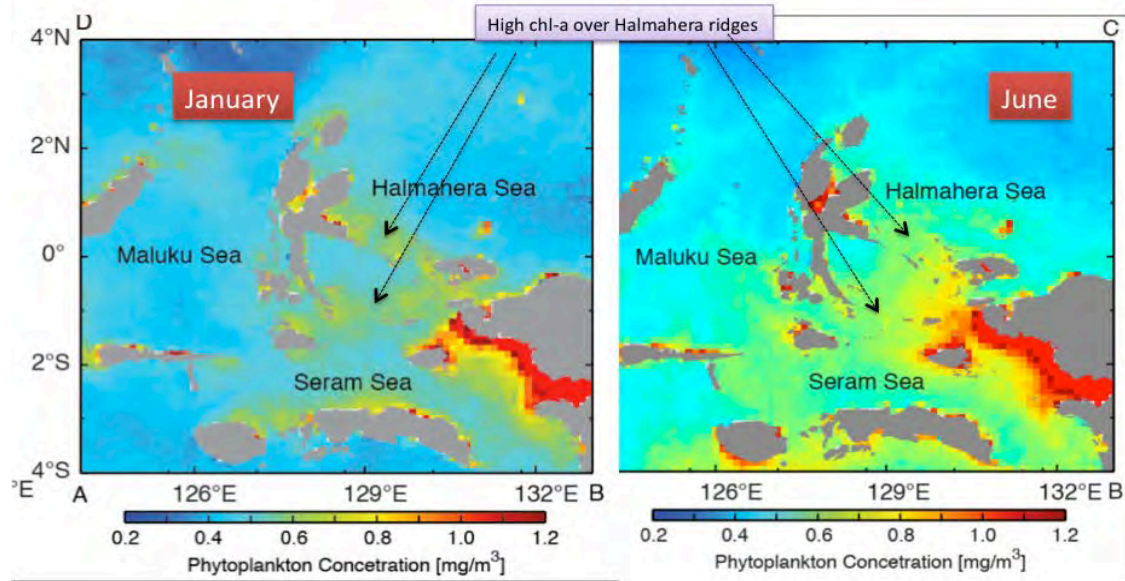 High chl-a over Halmahera ridges
D
C
4°N
2°N
0°
2°S
4°S
°E
January
Halmahera Sea
Maluku Sea
Seram Sea
A
126°E
129°E
132°E
B
0.2 0.4 0.6 0.8 1.0 1.2
Phytoplankton Concetration [mg/m³]
June
Halmahera Sea
Maluku Sea
Seram Sea
126°E
129°E
132°E
B
0.2 0.4 0.6 0.8 1.0 1.2
Phytoplankton Concetration [mg/m³]
D